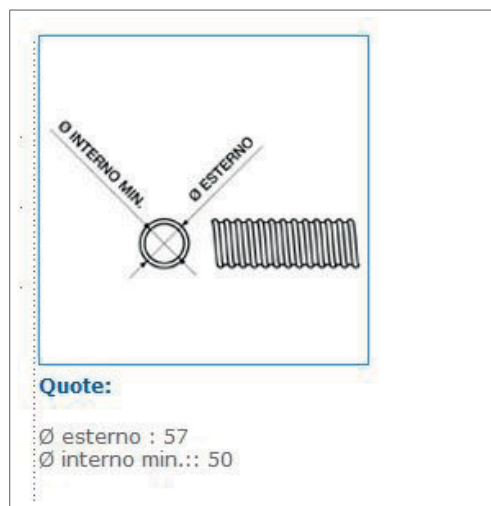 Ø INTERNO MIN.
Ø ESTERNO
Quote:
Ø esterno : 57
Ø interno min.:: 50